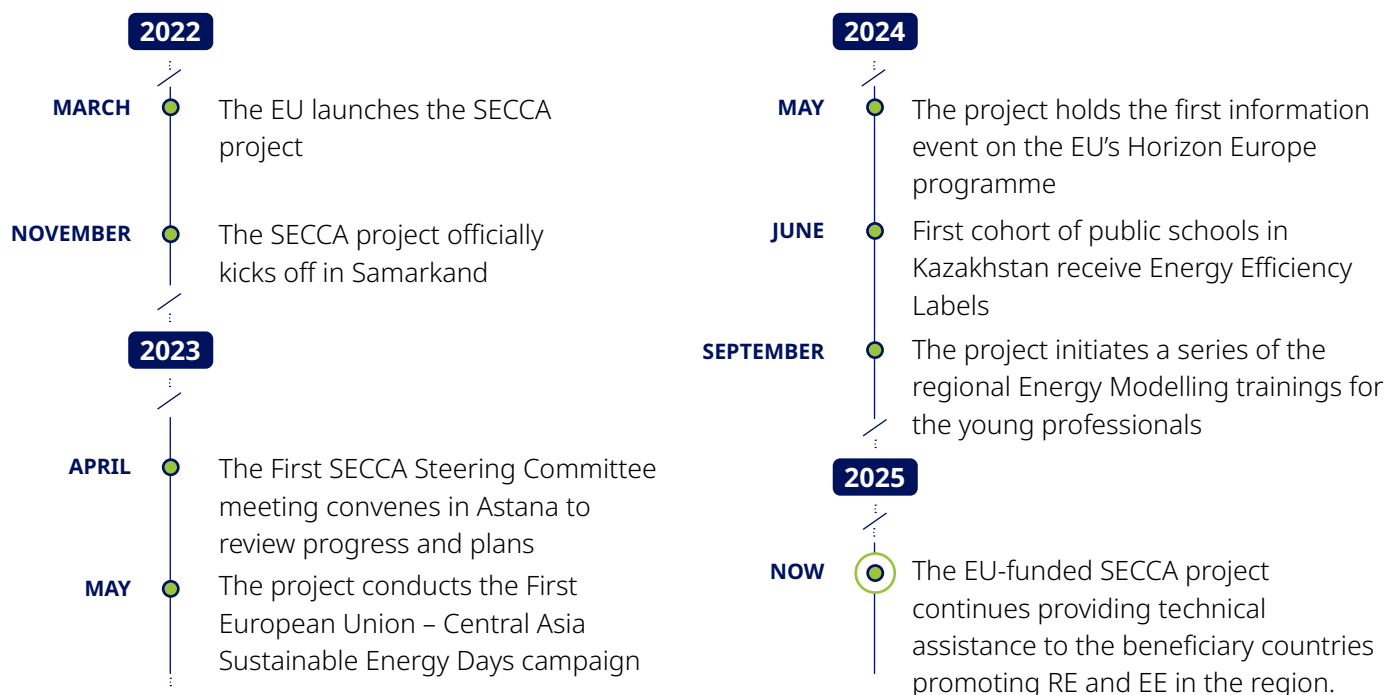 2022
MARCH
The EU launches the SECCA
project
NOVEMBER
The SECCA project officially
kicks off in Samarkand
2023
APRIL
The First SECCA Steering Committee
meeting convenes in Astana to
review progress and plans
MAY
The project conducts the First
European Union – Central Asia
Sustainable Energy Days campaign
2024
MAY
The project holds the first information
event on the EU’s Horizon Europe
programme
JUNE
First cohort of public schools in
Kazakhstan receive Energy Efficiency
Labels
SEPTEMBER
The project initiates a series of the
regional Energy Modelling trainings for
the young professionals
2025
NOW
The EU-funded SECCA project
continues providing technical
assistance to the beneficiary countries
promoting RE and EE in the region.